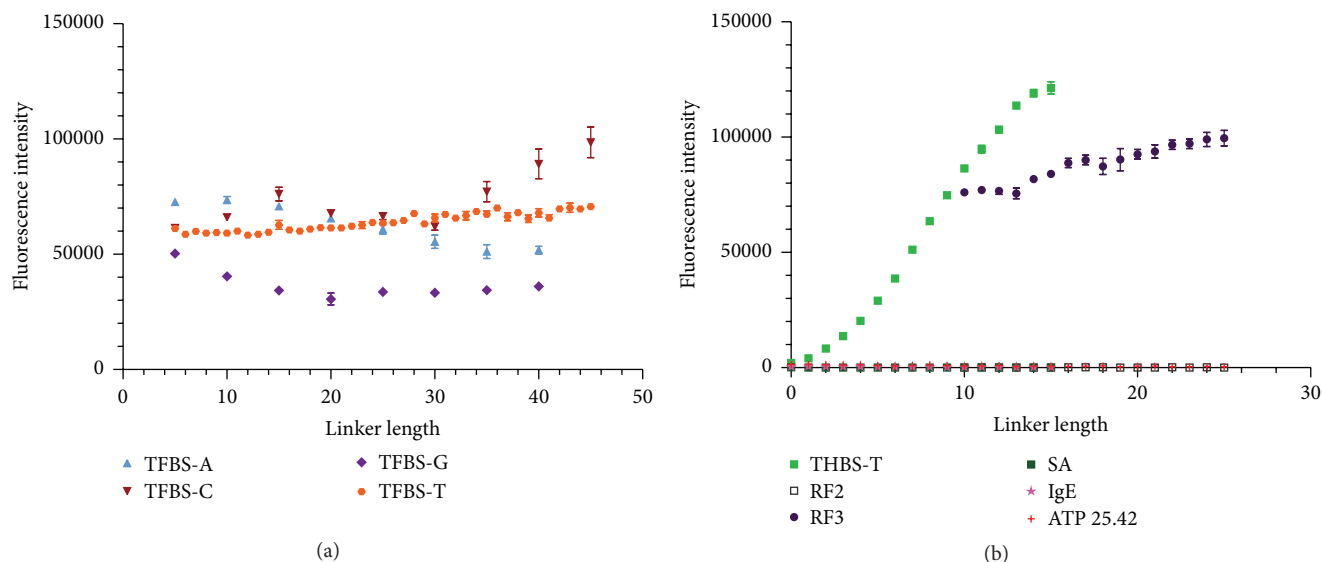 150000
100000
50000
0
Fluorescence intensity
0 10 20 30 40 50
Linker length
TFBS-A
TFBS-C
TFBS-G
TFBS-T
(a)
150000
100000
50000
0
Fluorescence intensity
0 10 20 30
Linker length
THBS-T
RF2
RF3
SA
IgE
ATP 25.42
(b)